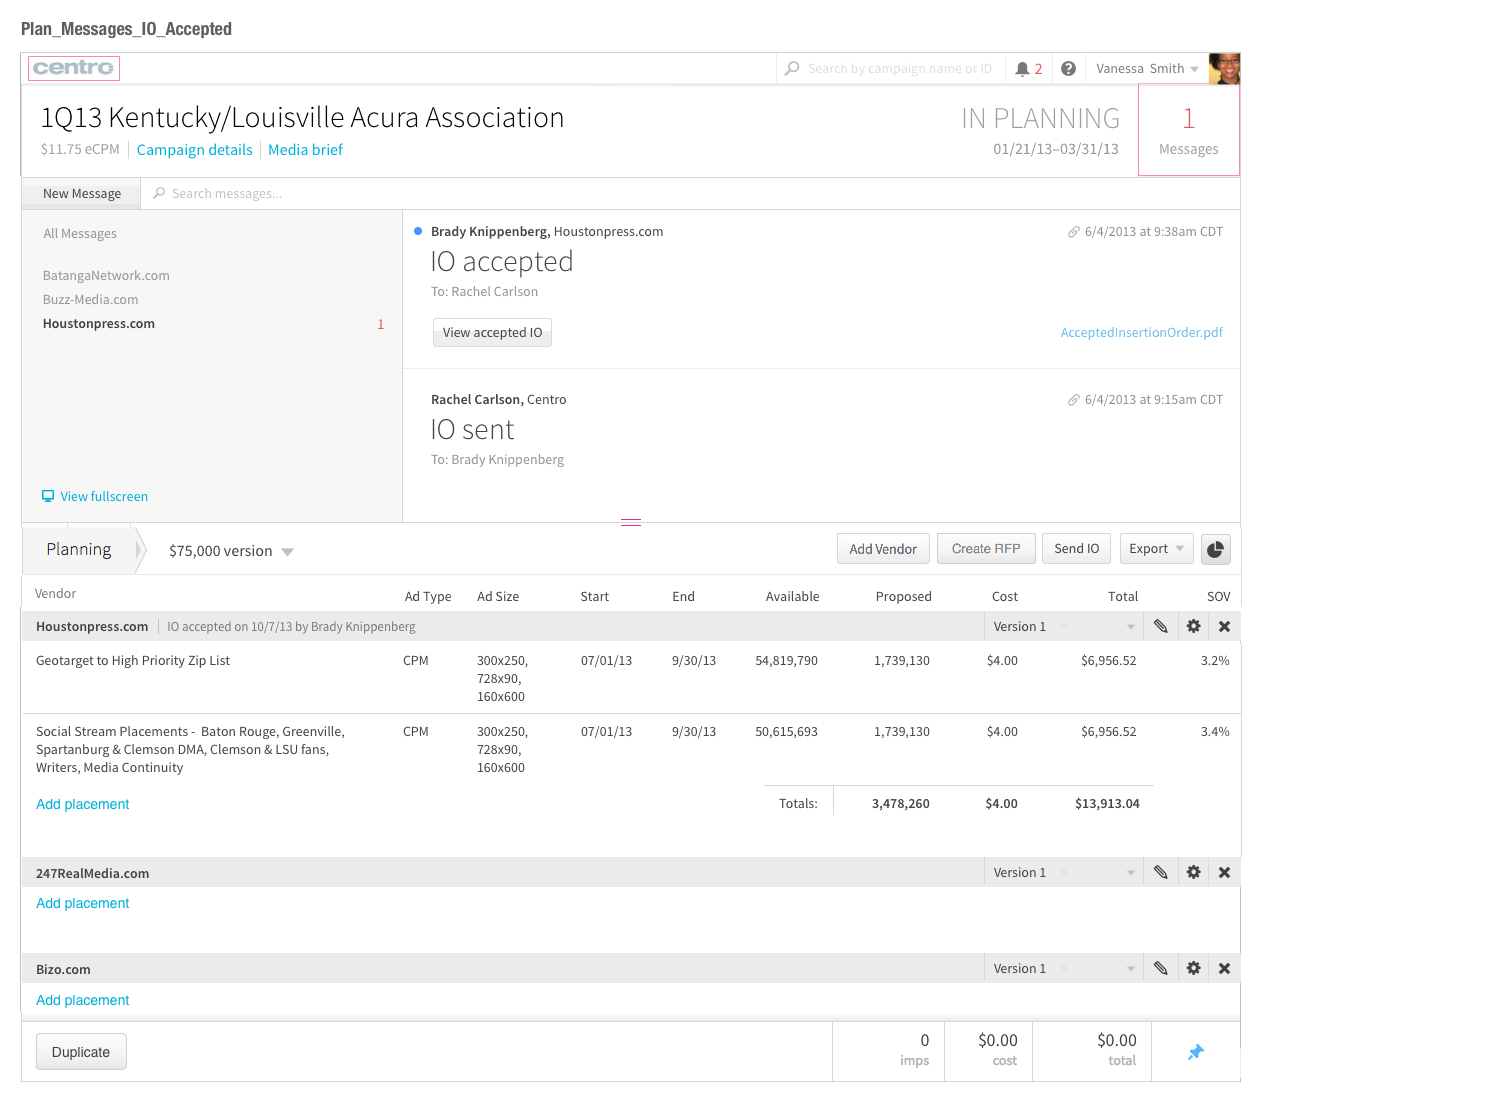 Plan_Messages_IO_Accepted
centro
Search by campaign name or ID
2
Vanessa Smith
1Q13 Kentucky/Louisville Acura Association
IN PLANNING
1
$11.75 eCPM
Campaign details
Media brief
01/21/13–03/31/13
Messages
New Message
Search messages...
All Messages
BatangaNetwork.com
Buzz-Media.com
Houstonpress.com
1
View fullscreen
Brady Knippenberg, Houstonpress.com
6/4/2013 at 9:38am CDT
IO accepted
To: Rachel Carlson
View accepted IO
AcceptedInsertionOrder.pdf
Rachel Carlson, Centro
6/4/2013 at 9:15am CDT
IO sent
To: Brady Knippenberg
Planning
$75,000 version
Add Vendor
Create RFP
Send IO
Export
Vendor Ad Type Ad Size Start End Available Proposed Cost Total SOV
Houstonpress.com IO accepted on 10/7/13 by Brady Knippenberg Version 1
Geotarget to High Priority Zip List CPM 300x250, 07/01/13 9/30/13 54,819,790 1,739,130 $4.00 $6,956.52 3.2%
728x90,
160x600
Social Stream Placements - Baton Rouge, Greenville, CPM 300x250, 07/01/13 9/30/13 50,615,693 1,739,130 $4.00 $6,956.52 3.4%
Spartanburg & Clemson DMA, Clemson & LSU fans, 728x90,
Writers, Media Continuity 160x600
Add placement Totals: 3,478,260 $4.00 $13,913.04
247RealMedia.com Version 1
Add placement
Bizo.com Version 1
Add placement
Duplicate
0 $0.00 $0.00
imps cost total